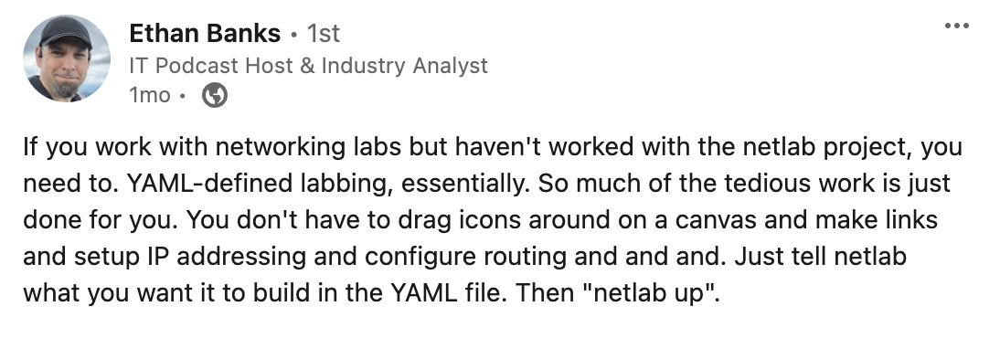 Ethan Banks • 1st
IT Podcast Host & Industry Analyst
1mo •
If you work with networking labs but haven't worked with the netlab project, you
need to. YAML-defined labbing, essentially. So much of the tedious work is just
done for you. You don't have to drag icons around on a canvas and make links
and setup IP addressing and configure routing and and and. Just tell netlab
what you want it to build in the YAML file. Then "netlab up".